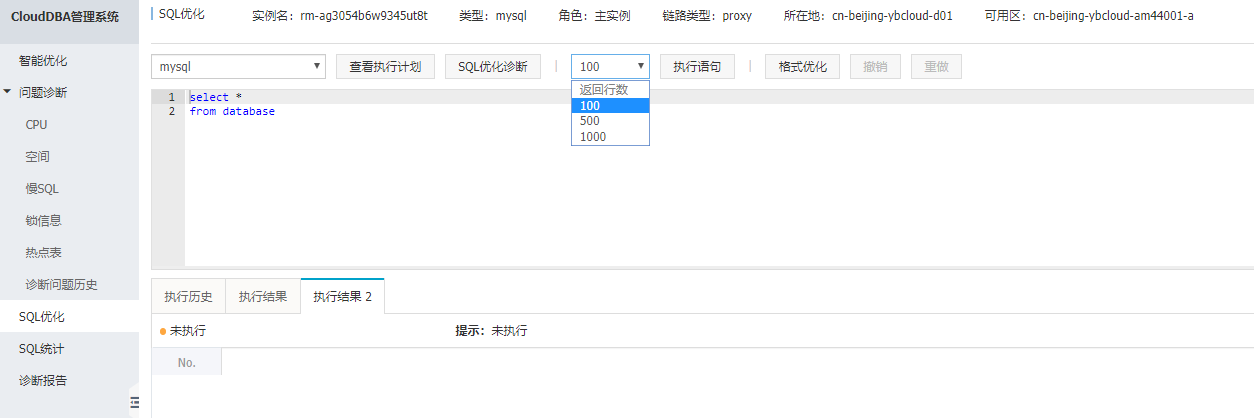 CloudDBA管理系统
智能优化
问题诊断
CPU
空间
慢SQL
锁信息
热点表
诊断问题历史
SQL优化
SQL统计
诊断报告
SQL优化 实例名：rm-ag3054b6w9345ut8t 类型：mysql 角色：主实例 链路类型：proxy 所在地：cn-beijing-ybcloud-d01 可用区：cn-beijing-ybcloud-am44001-a
mysql 查看执行计划 SQL优化诊断 | 100 执行语句 | 格式优化 撤销 重做
返回行数
100
500
1000
1 select *
2 from database
执行历史 执行结果 执行结果 2
未执行 提示：未执行
No.